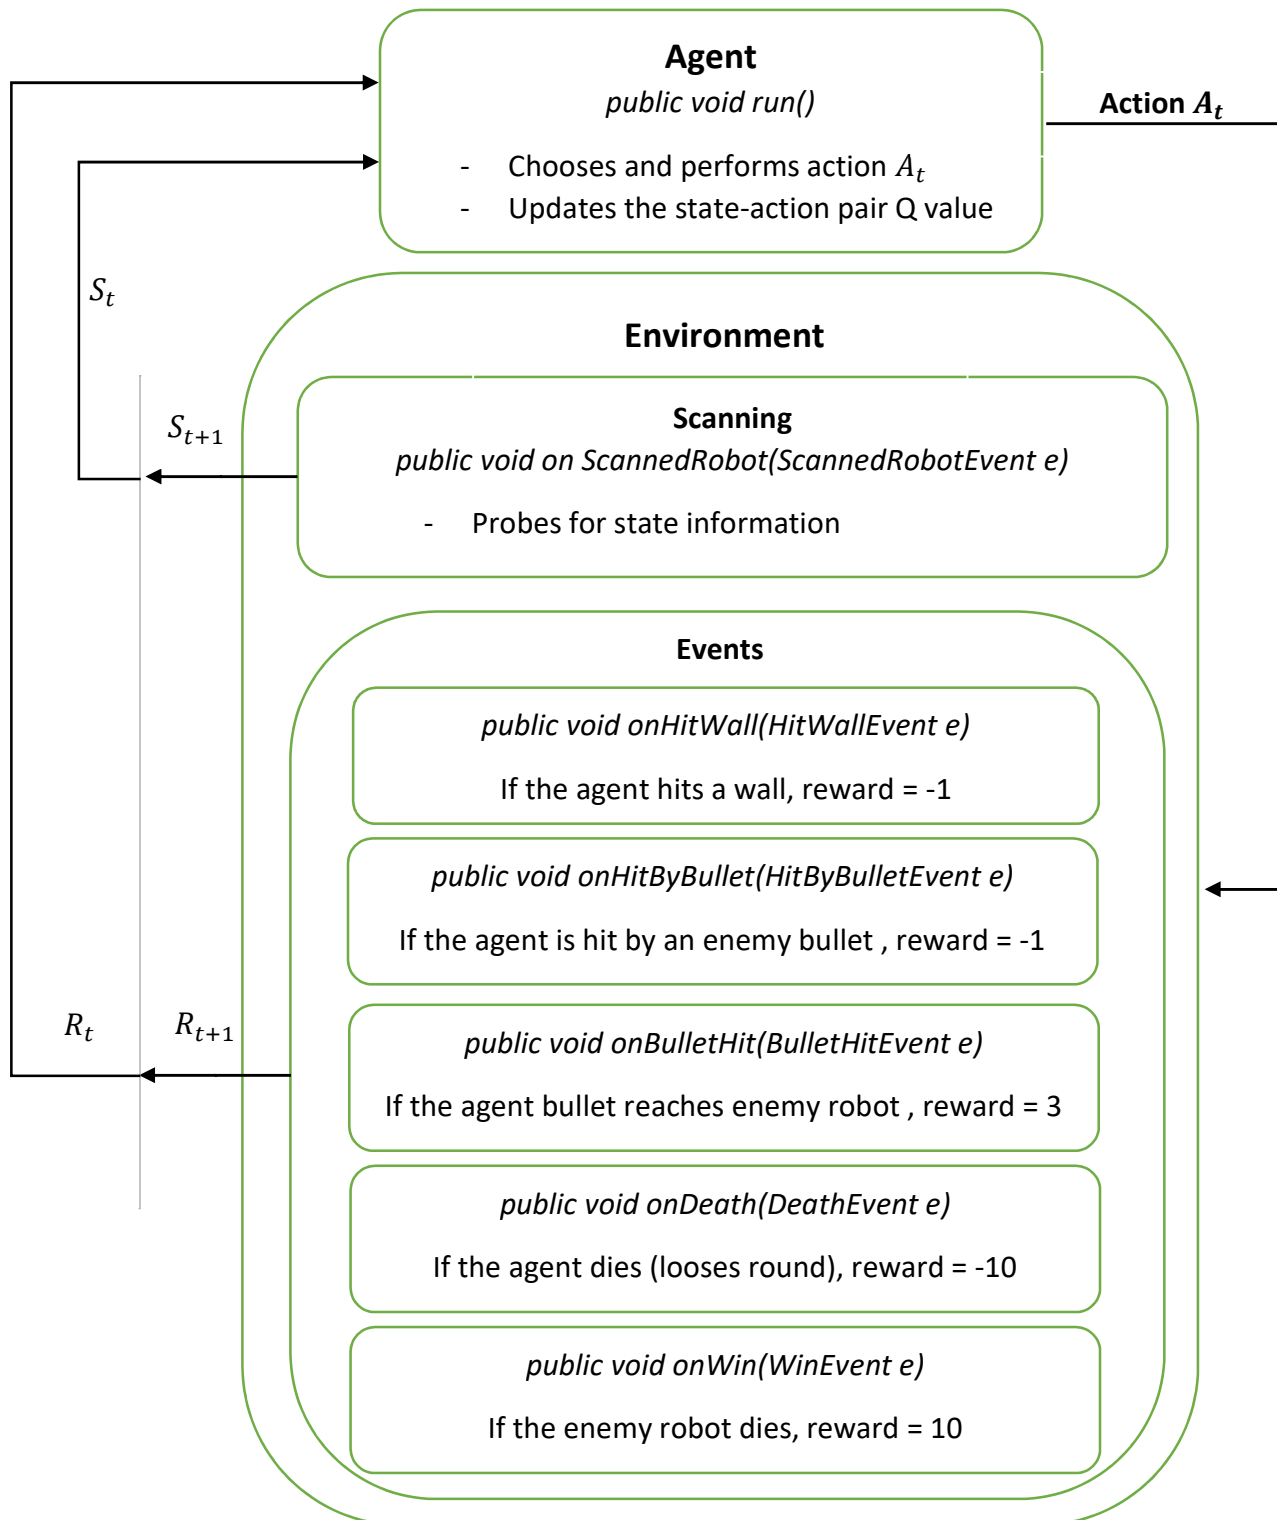 Agent
public void run()
Action A_t
- Chooses and performs action A_t
- Updates the state-action pair Q value
S_t
Environment
Scanning
S_{t+1}
public void on ScannedRobot(ScannedRobotEvent e)
- Probes for state information
Events
public void onHitWall(HitWallEvent e)
If the agent hits a wall, reward = -1
public void onHitByBullet(HitByBulletEvent e)
If the agent is hit by an enemy bullet , reward = -1
R_t
R_{t+1}
public void onBulletHit(BulletHitEvent e)
If the agent bullet reaches enemy robot , reward = 3
public void onDeath(DeathEvent e)
If the agent dies (looses round), reward = -10
public void onWin(WinEvent e)
If the enemy robot dies, reward = 10